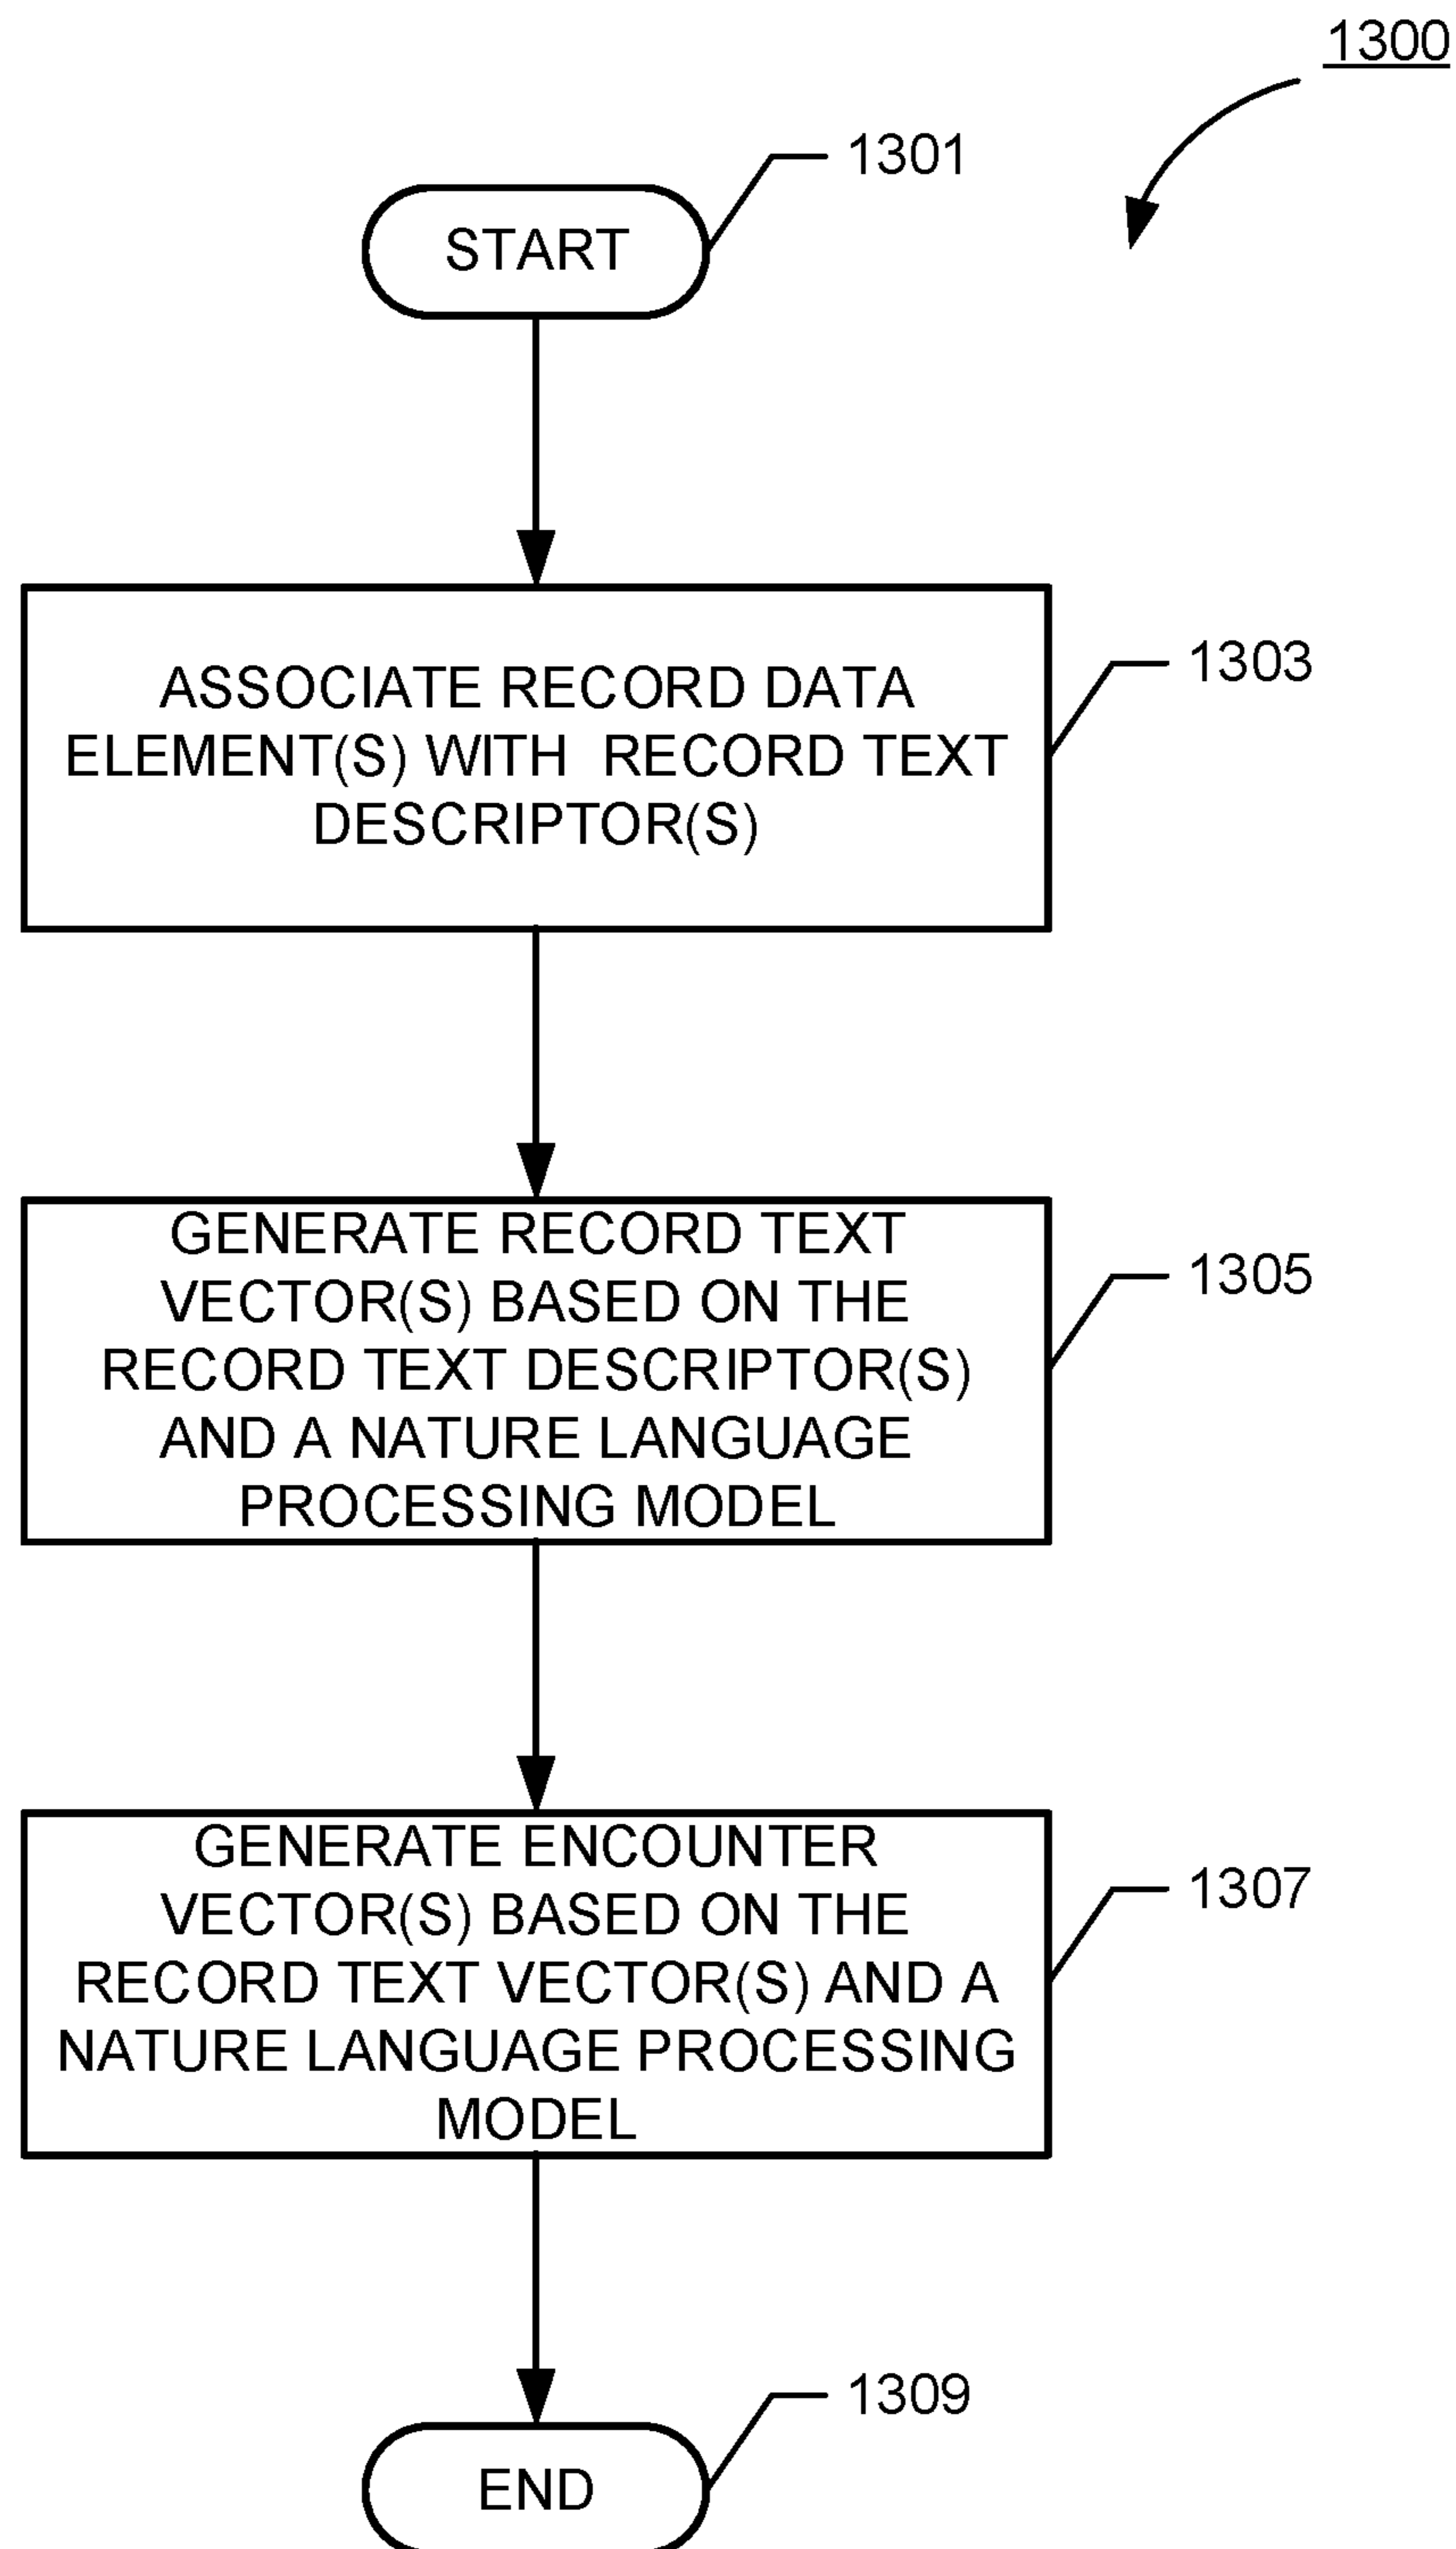 1300
1301
START
ASSOCIATE RECORD DATA
ELEMENT(S) WITH RECORD TEXT
DESCRIPTOR(S)
1303
GENERATE RECORD TEXT
VECTOR(S) BASED ON THE
RECORD TEXT DESCRIPTOR(S)
AND A NATURE LANGUAGE
PROCESSING MODEL
1305
GENERATE ENCOUNTER
VECTOR(S) BASED ON THE
RECORD TEXT VECTOR(S) AND A
NATURE LANGUAGE PROCESSING
MODEL
1307
1309
END